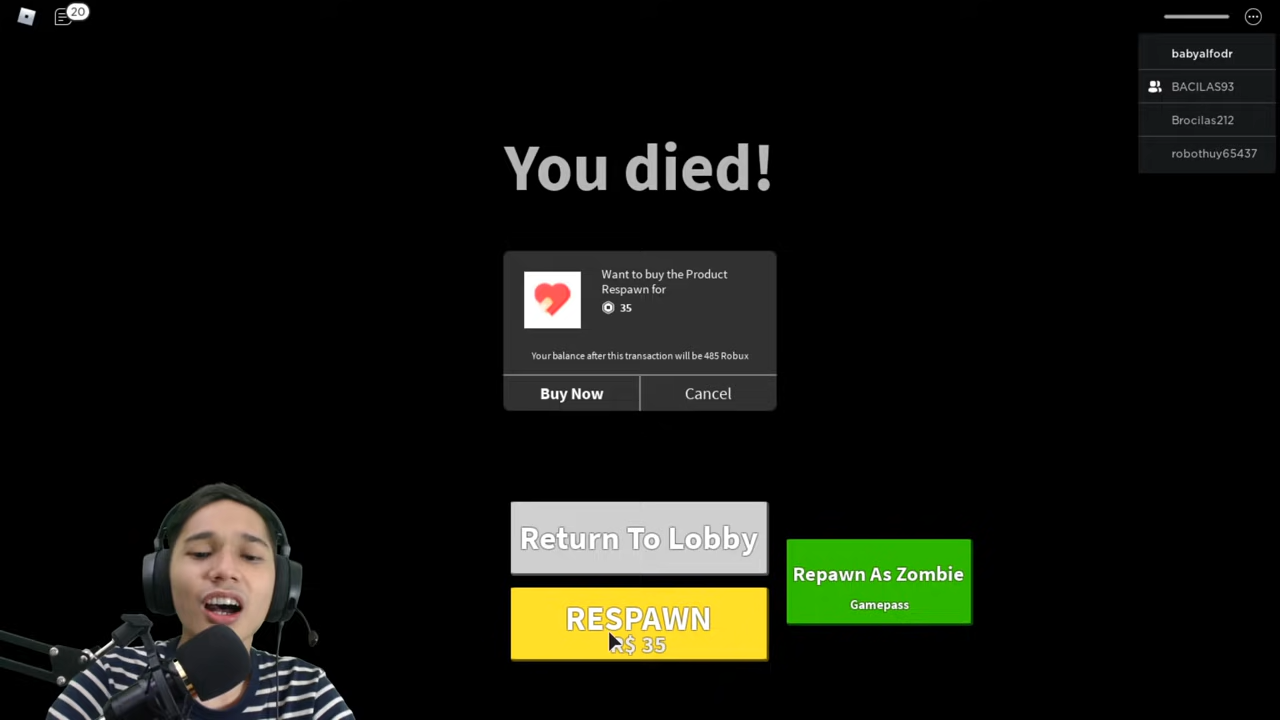 20
babyalfodr
BACILAS93
Brocilas212
robothuy65437
You died!
Want to buy the Product
Respawn for
35
Your balance after this transaction will be 485 Robux
Buy Now
Cancel
Return To Lobby
RESPAWN
R$ 35
Repawn As Zombie
Gamepass